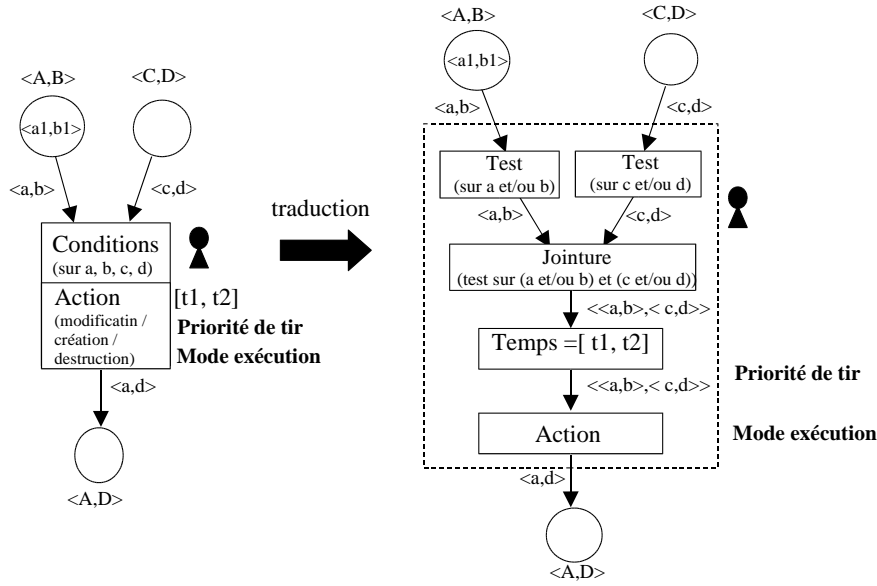 <A,B>
<C,D>
<a1,b1>
<a,b>
<c,d>
Conditions
(sur a, b, c, d)
Action
(modificatin /
création /
destruction)
[t1, t2]
Priorité de tir
Mode exécution
<a,d>
<A,D>
traduction
<A,B>
<C,D>
<a1,b1>
<a,b>
<c,d>
Test
(sur a et/ou b)
Test
(sur c et/ou d)
<a,b>
<c,d>
Jointure
(test sur (a et/ou b) et (c et/ou d))
<<a,b>,< c,d>>
Temps =[ t1, t2]
<<a,b>,< c,d>>
Priorité de tir
Action
Mode exécution
<a,d>
<A,D>